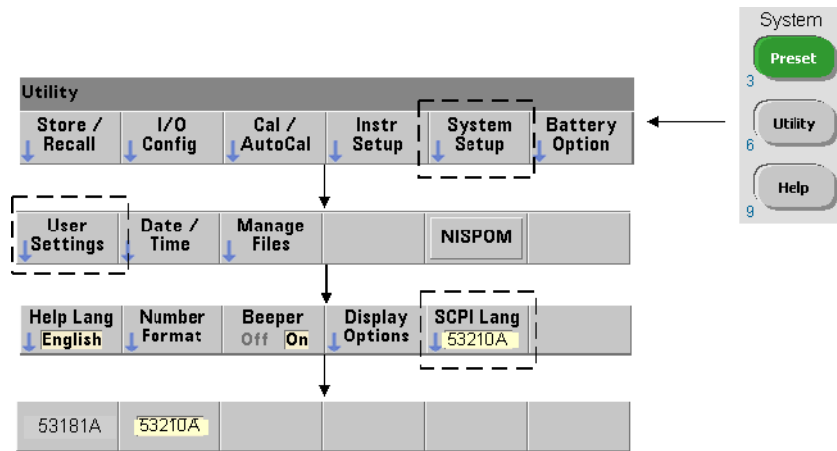 System
Preset
3
Utility
6
Help
9
Utility
Store / Recall
I/O Config
Cal / AutoCal
Instr Setup
System Setup
Battery Option
User Settings
Date / Time
Manage Files
NISPOM
Help Lang English
Number Format
Beeper Off On
Display Options
SCPI Lang 53210A
53181A
53210A